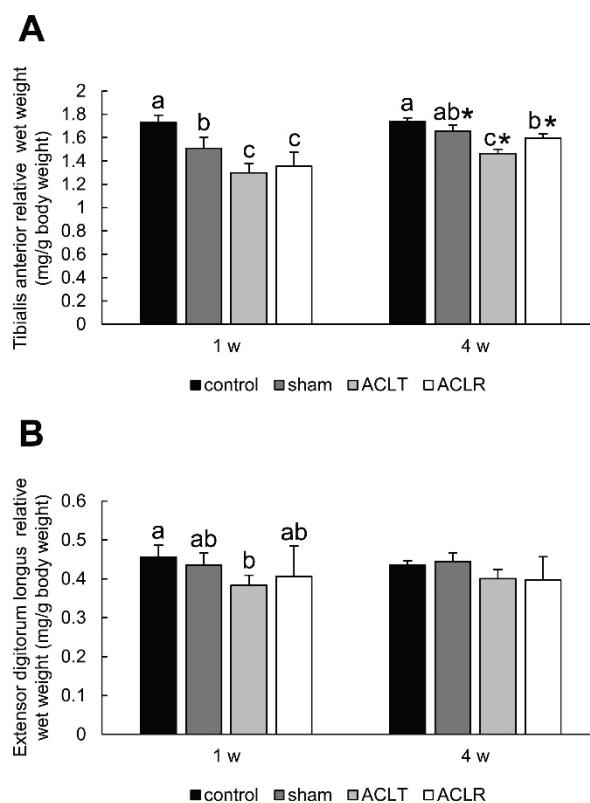 A
Tibialis anterior relative wet weight
(mg/g body weight)
2
1.8
1.6
1.4
1.2
1
0.8
0.6
0.4
0.2
0
a
b
c
c
a
ab*
c*
b*
1 w
4 w
control sham ACLT ACLR
B
Extensor digitorum longus relative
wet weight (mg/g body weight)
0.6
0.5
0.4
0.3
0.2
0.1
0
a
ab
b
ab
1 w
4 w
control sham ACLT ACLR